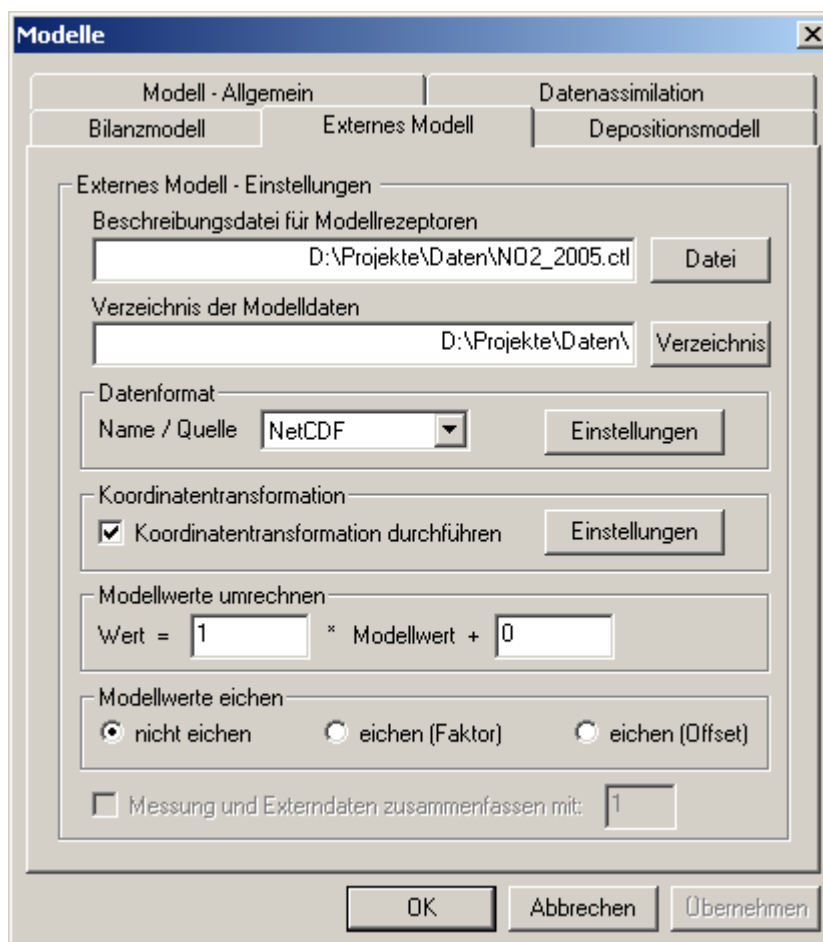 Modelle
Modell - Allgemein Datenassimilation
Bilanzmodell Externes Modell Depositionsmodell
Externes Modell - Einstellungen
Beschreibungsdatei für Modellrezeptoren
D:\Projekte\Daten\NO2_2005.ctl Datei
Verzeichnis der Modelldaten
D:\Projekte\Daten\ Verzeichnis
Datenformat
Name / Quelle NetCDF Einstellungen
Koordinatentransformation
Koordinatentransformation durchführen Einstellungen
Modellwerte umrechnen
Wert = 1 * Modellwert + 0
Modellwerte eichen
nicht eichen eichen (Faktor) eichen (Offset)
Messung und Externdaten zusammenfassen mit: 1
OK Abbrechen Übernehmen